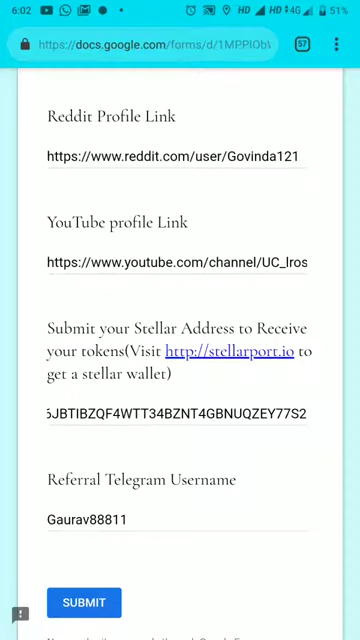 6:02 HD HD 4G 51%
https://docs.google.com/forms/d/1MPPIOb 57
Reddit Profile Link
https://www.reddit.com/user/Govinda121
YouTube profile Link
https://www.youtube.com/channel/UC_lros
Submit your Stellar Address to Receive
your tokens(Visit http://stellarport.io to
get a stellar wallet)
JBTIBZQF4WTT34BZNT4GBNUQZEY77S2
Referral Telegram Username
Gaurav88811
SUBMIT